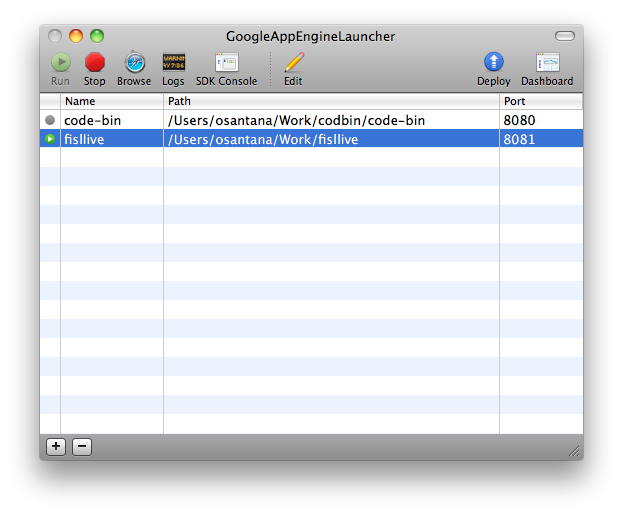 GoogleAppEngineLauncher
Run Stop Browse Logs SDK Console Edit Deploy Dashboard
Name Path Port
code-bin /Users/osantana/Work/codbin/code-bin 8080
fisllive /Users/osantana/Work/fisllive 8081